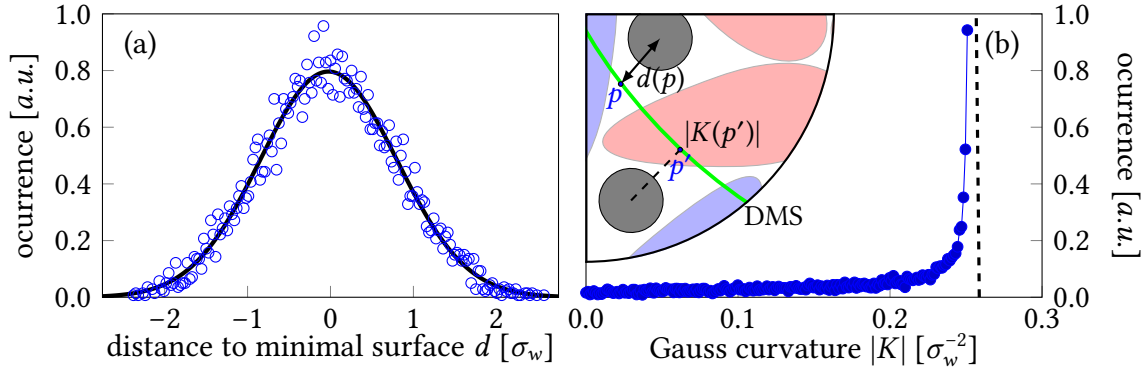 (a)
1.0
0.8
0.6
0.4
0.2
0.0
ocurrence [a.u.]
−2 −1 0 1 2
distance to minimal surface d [σ_w]
(b)
d(p)
p
|K(p′)|
p′
DMS
1.0
0.8
0.6
0.4
0.2
0.0
ocurrence [a.u.]
0.0 0.1 0.2 0.3
Gauss curvature |K| [σ_w^−2]